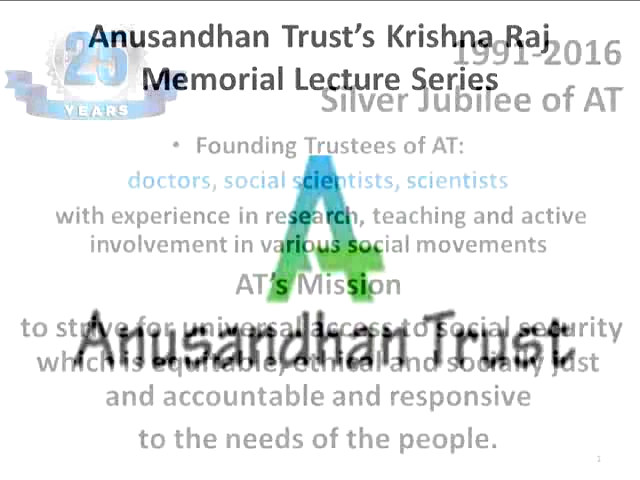 Anusandhan Trust's Krishna Raj
Memorial Lecture Series
25
YEARS
1991-2016
Silver Jubilee of AT
• Founding Trustees of AT:
doctors, social scientists, scientists
with experience in research, teaching and active
involvement in various social movements
AT's Mission
to strive for universal access to social security
which is equitable, ethical and socially just
and accountable and responsive
to the needs of the people.
A
Anusandhan Trust
1